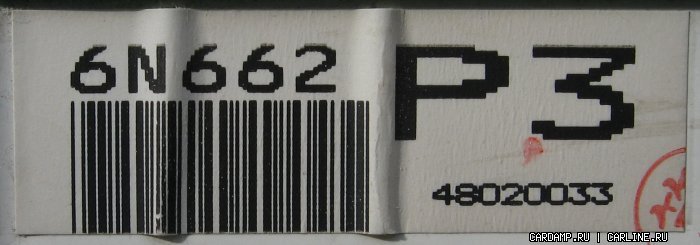 6N662
P3
48020033
CARDAMP.RU | CARLINE.RU